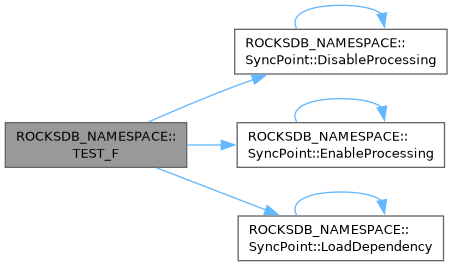 ROCKSDB_NAMESPACE::
TEST_F
ROCKSDB_NAMESPACE::
SyncPoint::DisableProcessing
ROCKSDB_NAMESPACE::
SyncPoint::EnableProcessing
ROCKSDB_NAMESPACE::
SyncPoint::LoadDependency